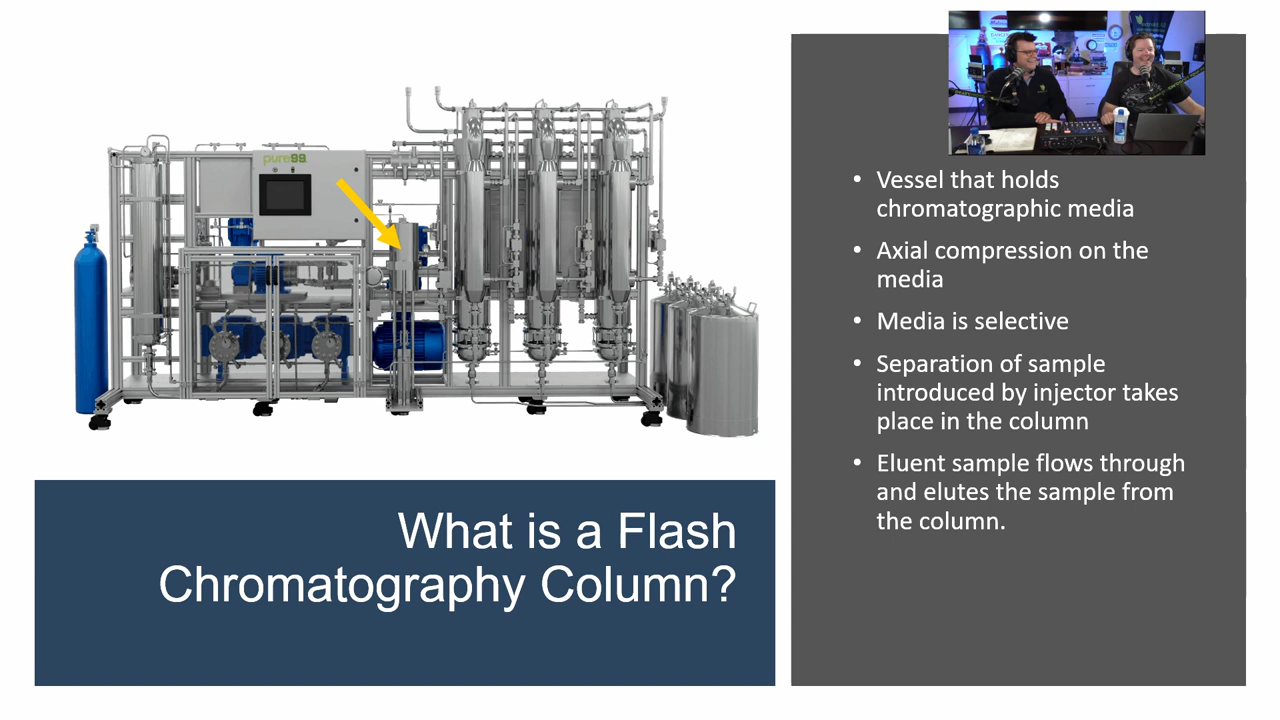 pure99
What is a Flash
Chromatography Column?
• Vessel that holds
chromatographic media
• Axial compression on the
media
• Media is selective
• Separation of sample
introduced by injector takes
place in the column
• Eluent sample flows through
and elutes the sample from
the column.